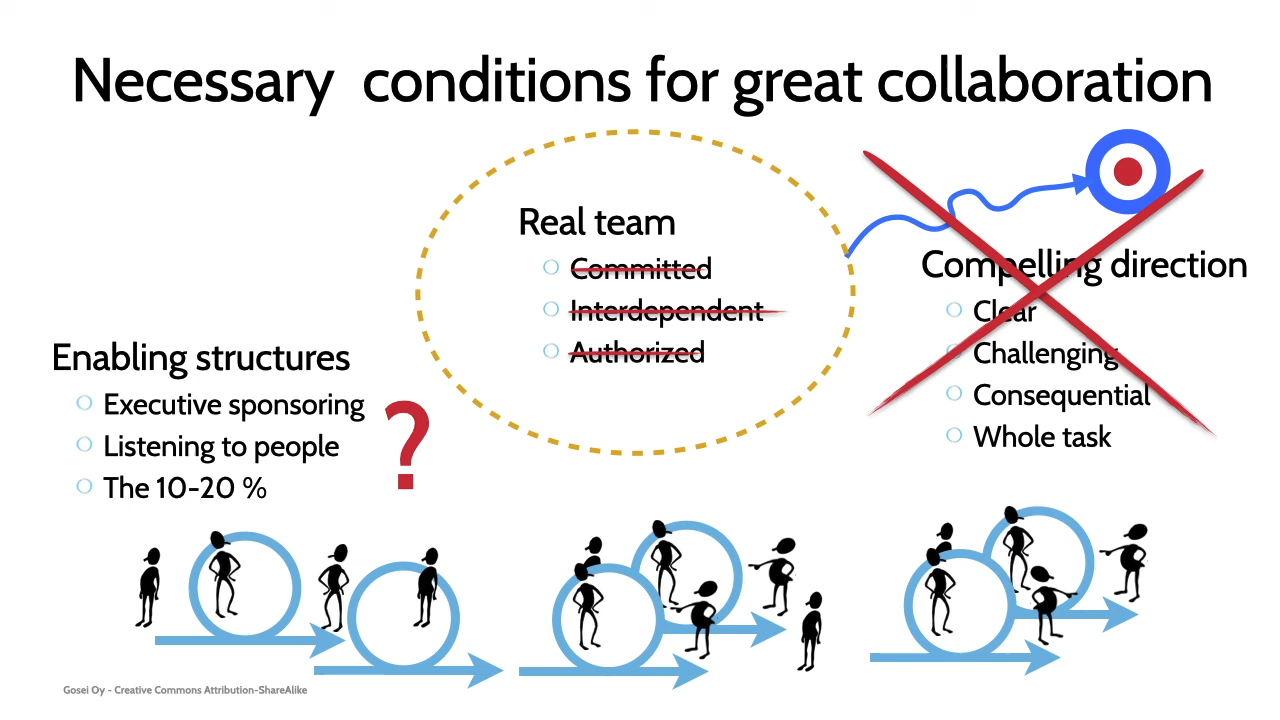 Necessary  conditions for great collaboration
Real team
Committed
Interdependent
Authorized
Compelling direction
Clear
Challenging
Consequential
Whole task
Enabling structures
Executive sponsoring
Listening to people
The 10-20 %
?
Gosei Oy - Creative Commons Attribution-ShareAlike